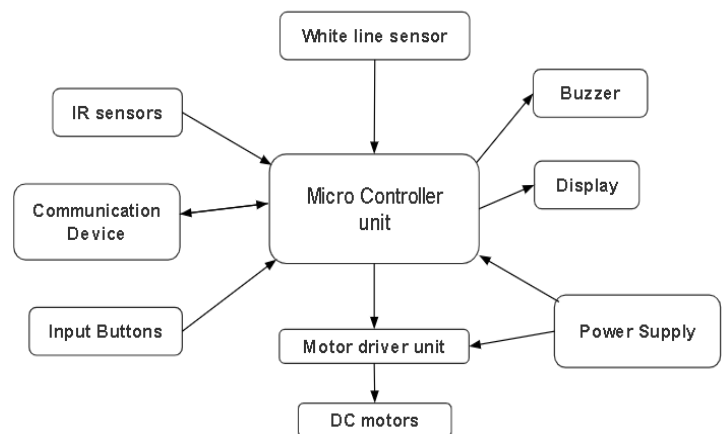 White line sensor
Buzzer
IR sensors
Display
Micro Controller
unit
Communication
Device
Input Buttons
Motor driver unit
Power Supply
DC motors